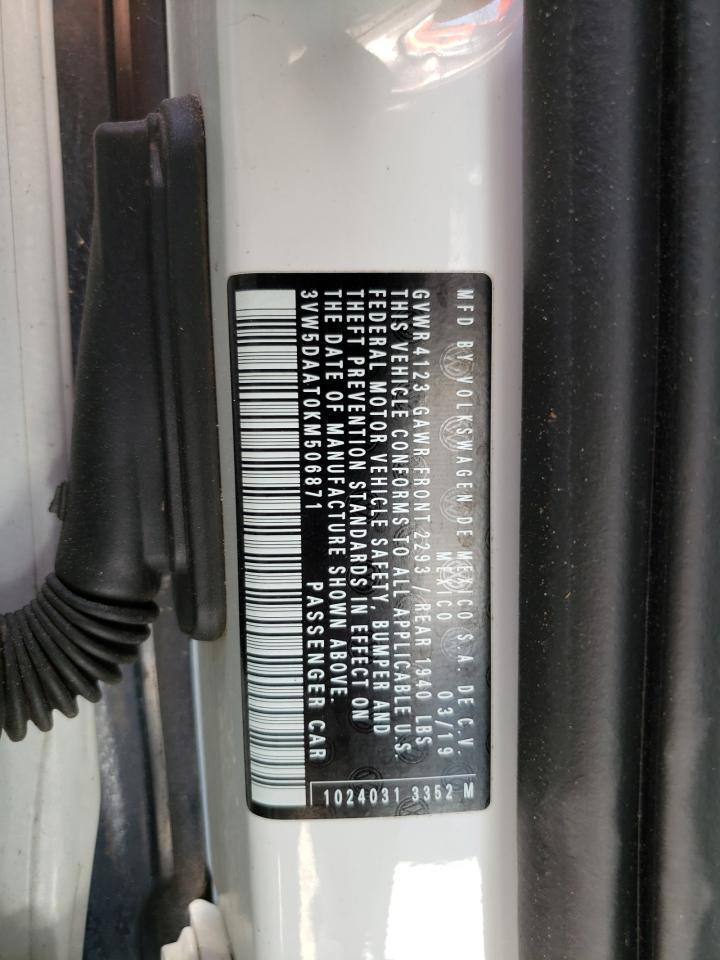 MFD BY VOLKSWAGEN DE MEXICO S.A. DE C.V.
MEXICO 03/19
GVWR 4123 GAWR FRONT 2293 / REAR 1940 LBS
THIS VEHICLE CONFORMS TO ALL APPLICABLE U.S
FEDERAL MOTOR VEHICLE SAFETY, BUMPER AND
THEFT PREVENTION STANDARDS IN EFFECT ON
THE DATE OF MANUFACTURE SHOWN ABOVE.
3VW5DAAT0KM506871 PASSENGER CAR
1024031 3352 M